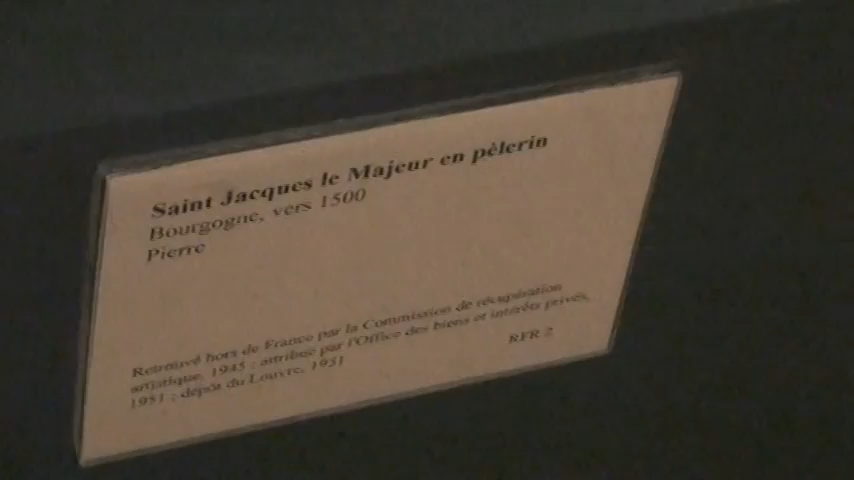 Saint Jacques le Majeur en pèlerin
Bourgogne, vers 1500
Pierre
Retrouvé hors de France par la Commission de récupération
artistique, 1945 ; attribué par l'Office des biens et intérêts privés,
1951 ; dépôt du Louvre, 1951
RFR 2